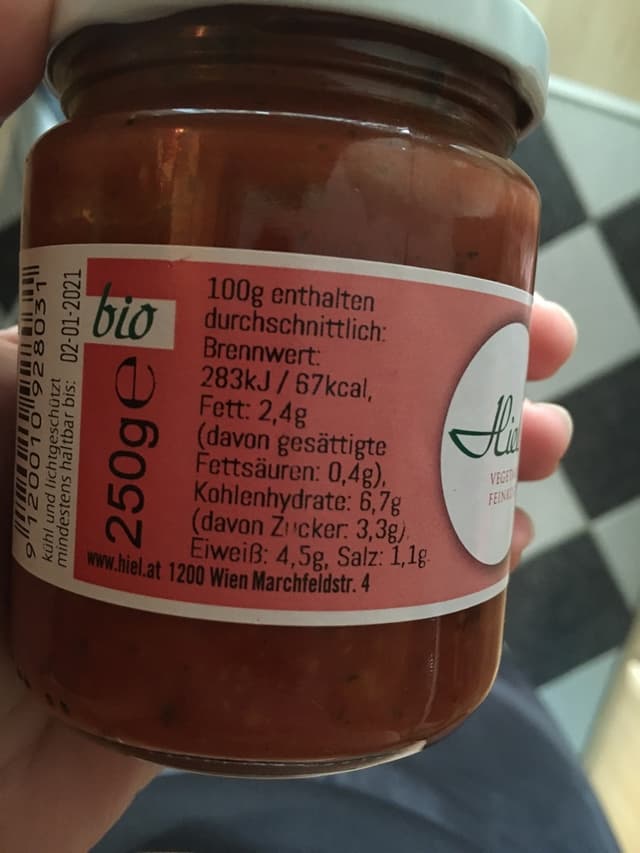 bio
250g e
100g enthalten
durchschnittlich:
Brennwert:
283kJ / 67kcal,
Fett: 2,4g
(davon gesättigte
Fettsäuren: 0,4g),
Kohlenhydrate: 6,7g
(davon Zucker: 3,3g),
Eiweiß: 4,5g, Salz: 1,1g
www.hiel.at 1200 Wien Marchfeldstr. 4
9 120010 928031
kühl und lichtgeschützt
mindestens haltbar bis: 02-01-2021